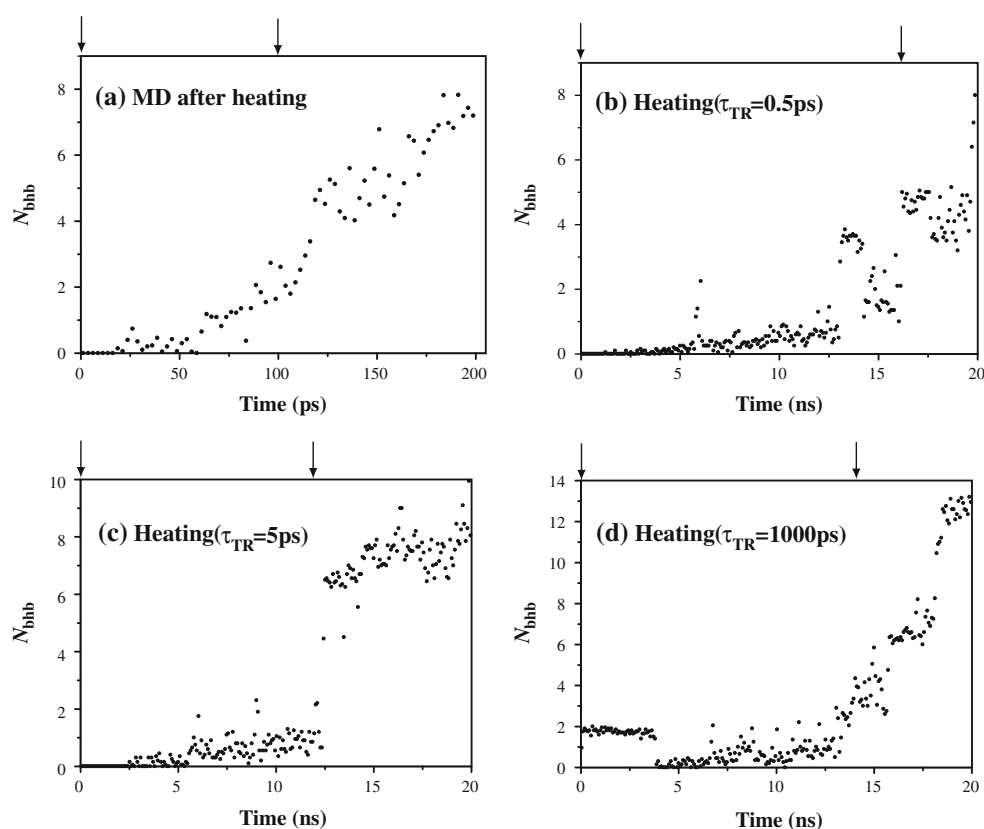 (a) MD after heating
N_bhb
8
6
4
2
0
0 50 100 150 200
Time (ps)
(b) Heating(τ_TR=0.5ps)
N_bhb
8
6
4
2
0
0 5 10 15 20
Time (ns)
(c) Heating(τ_TR=5ps)
N_bhb
10
8
6
4
2
0
0 5 10 15 20
Time (ns)
(d) Heating(τ_TR=1000ps)
N_bhb
14
12
10
8
6
4
2
0
0 5 10 15 20
Time (ns)